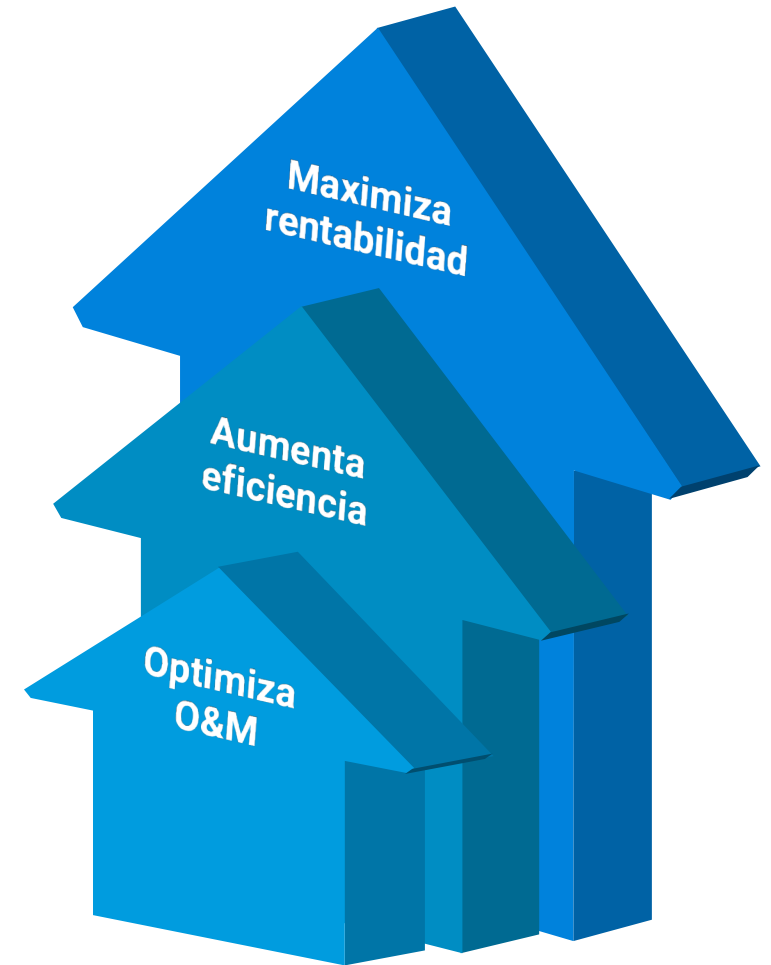 Maximiza
rentabilidad
Aumenta
eficiencia
Optimiza
O&M